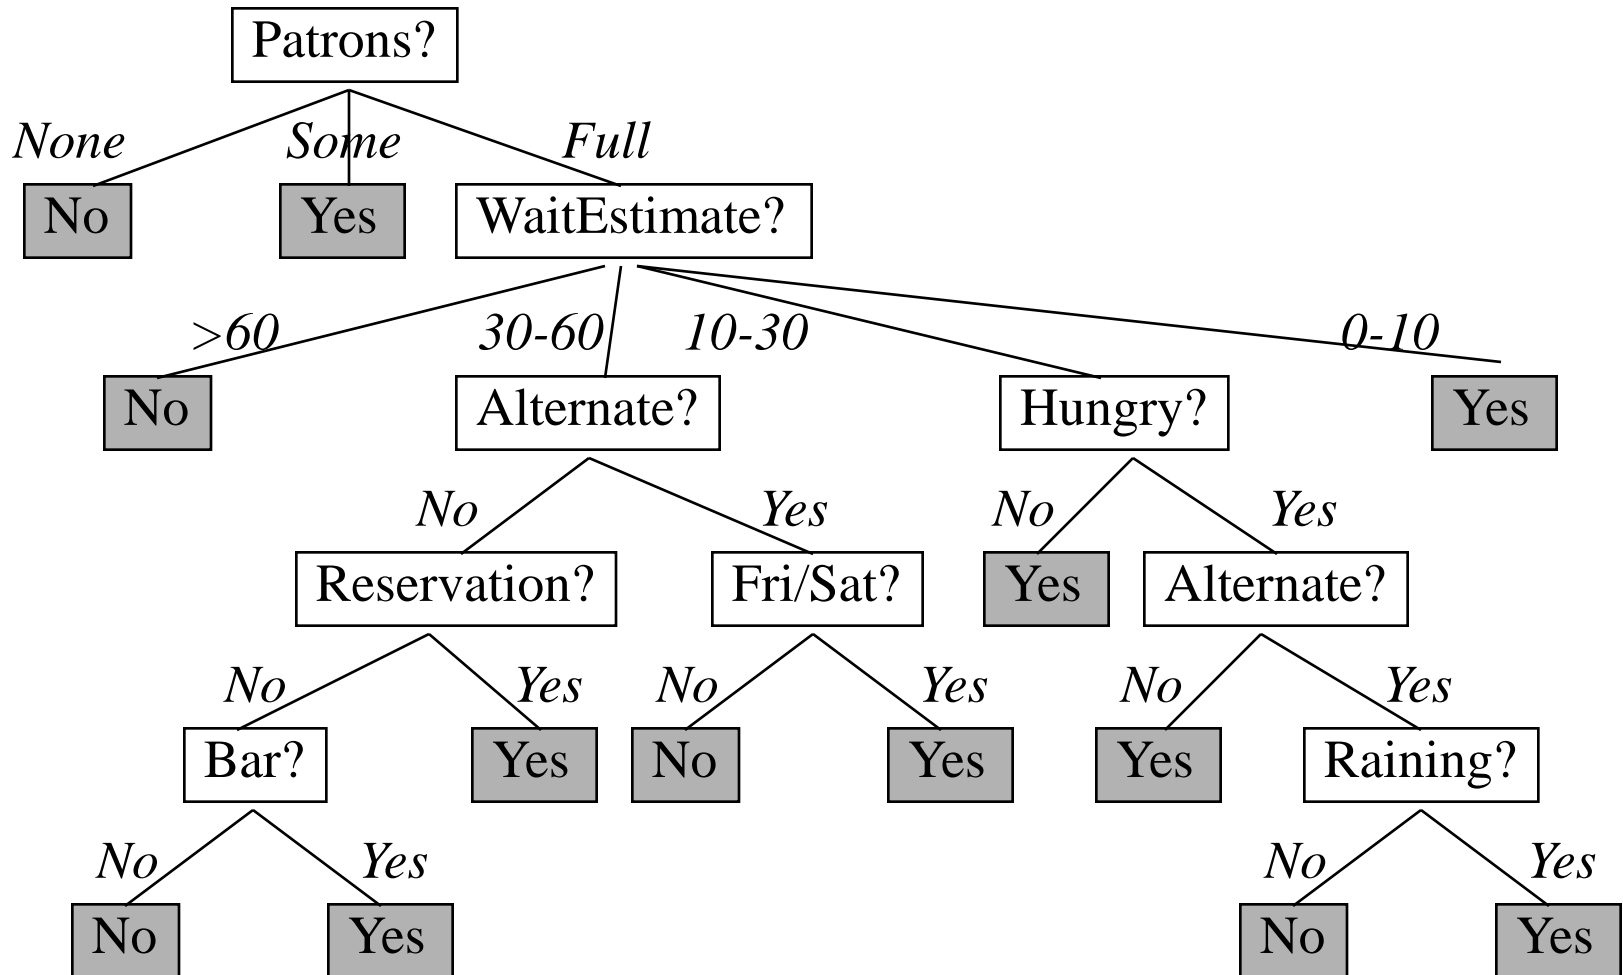 Patrons?
None Some Full
No Yes WaitEstimate?
>60 30-60 10-30 0-10
No Alternate? Hungry? Yes
No Yes No Yes
Reservation? Fri/Sat? Yes Alternate?
No Yes No Yes No Yes
Bar? Yes No Yes Yes Raining?
No Yes No Yes
No Yes No Yes